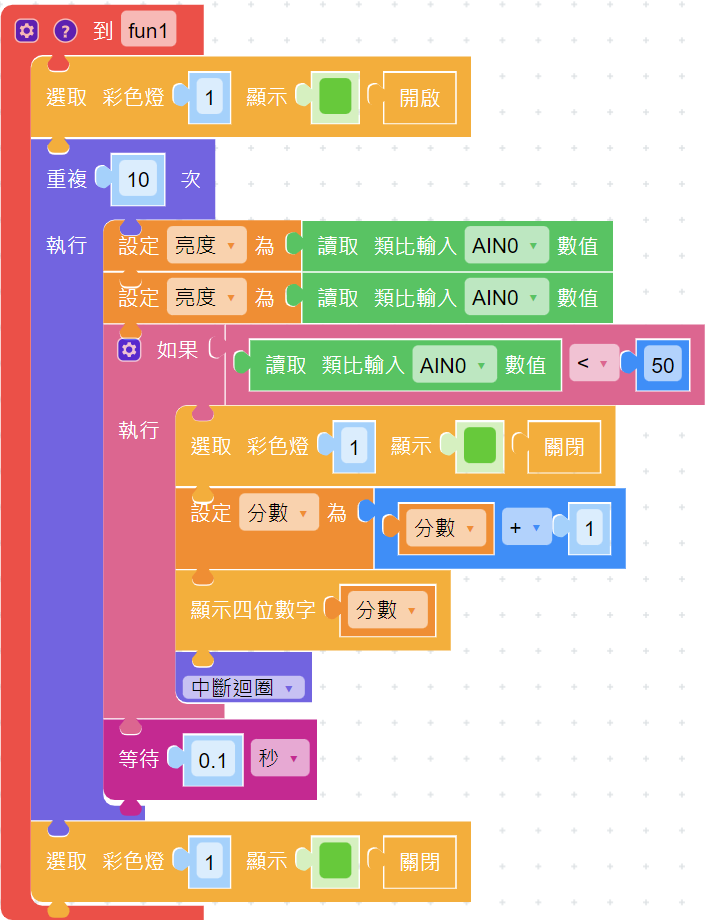 ? 到 fun1
選取 彩色燈 1 顯示 開啟
重複 10 次
執行 設定 亮度 為 讀取 類比輸入 AIN0 數值
設定 亮度 為 讀取 類比輸入 AIN0 數值
如果 讀取 類比輸入 AIN0 數值 < 50
執行
選取 彩色燈 1 顯示 關閉
設定 分數 為 分數 + 1
顯示四位數字 分數
中斷迴圈
等待 0.1 秒
選取 彩色燈 1 顯示 關閉